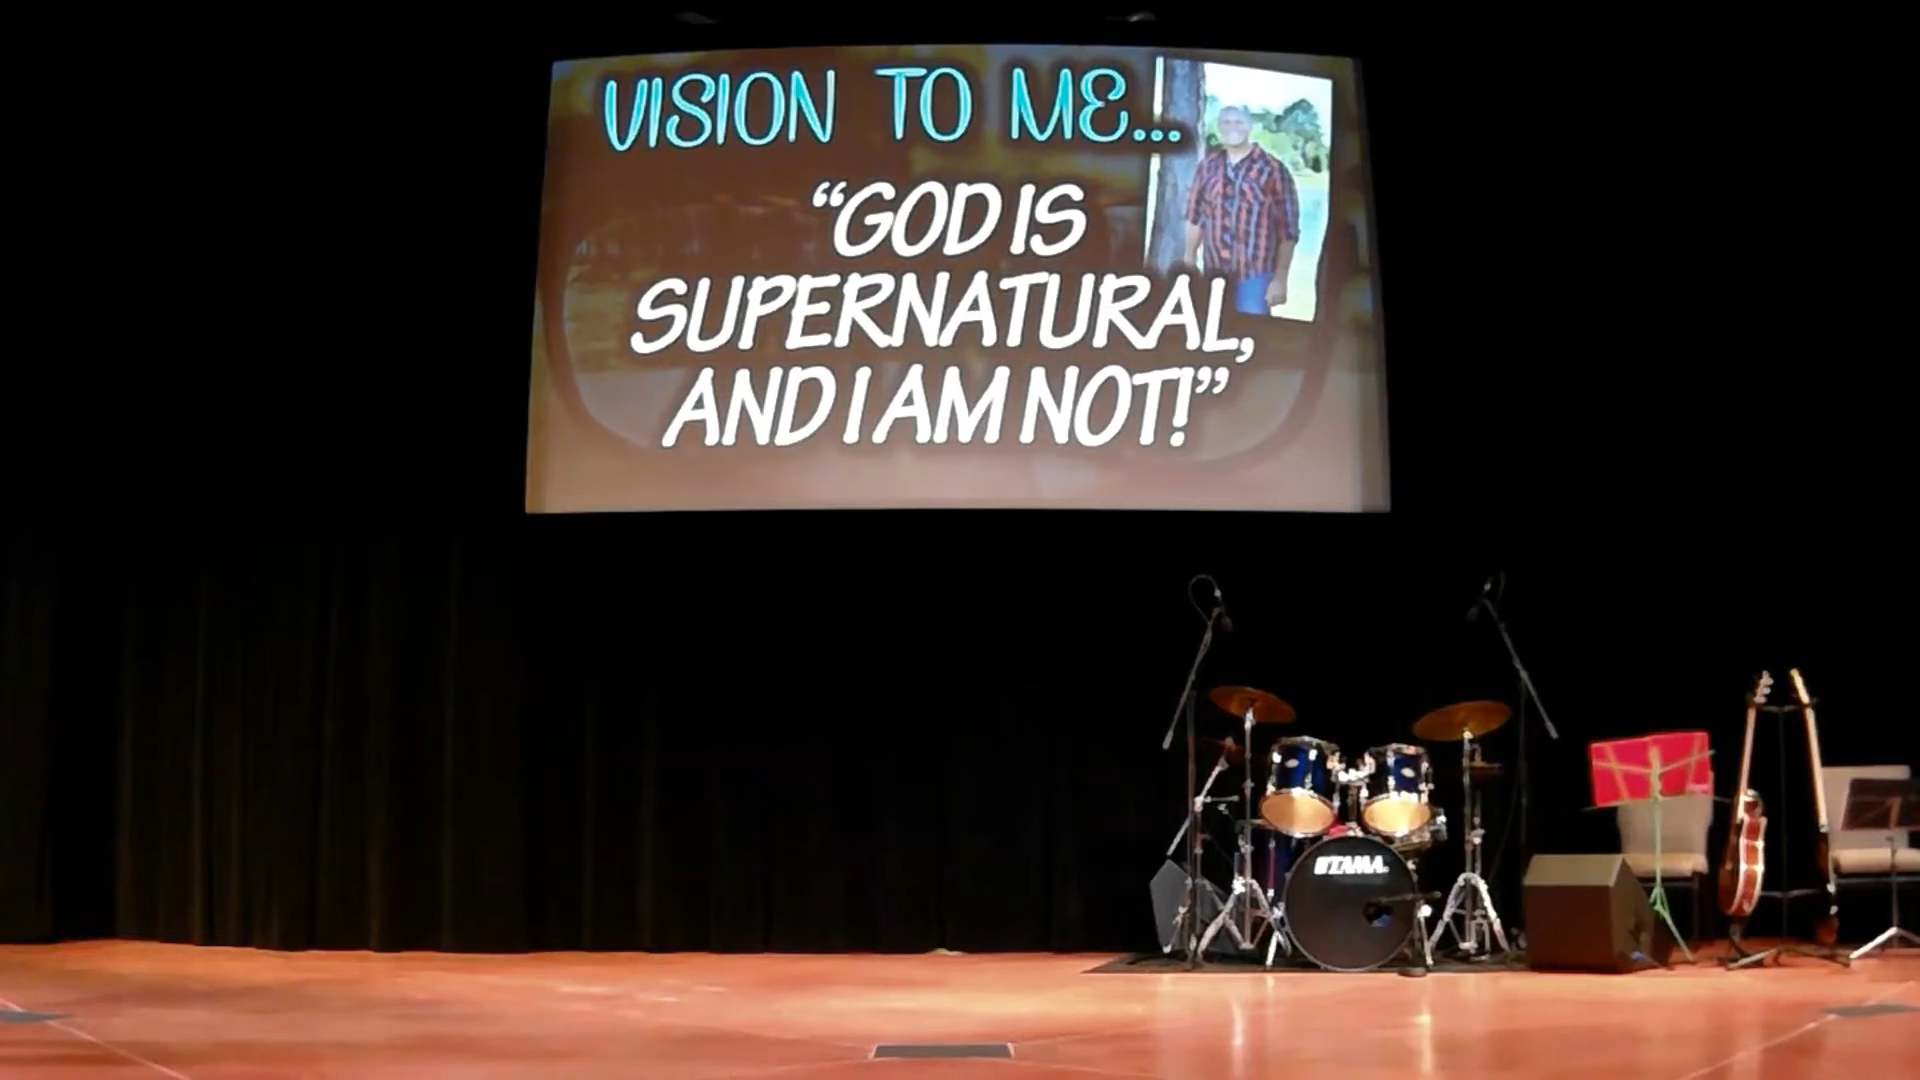 VISION TO ME...
“GOD IS
SUPERNATURAL,
AND I AM NOT!”
TAMA